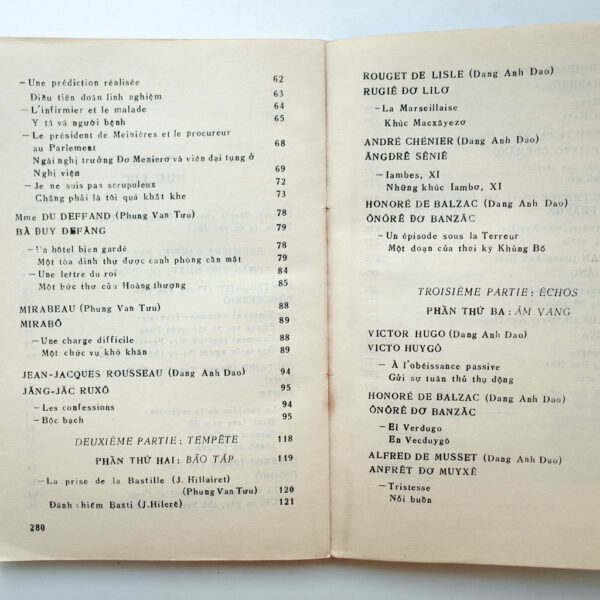 — Une prédiction réalisée 62
Diều tiên đoán linh nghiệm 63
— L'infirmier et le malade 64
Y tá và người bệnh 65
— Le président de Meinières et le procureur
au Parlement 68
Ngài nghị trưởng Đơ Menierơ và viên đại tụng ở
Nghị viện 69
— Je ne suis pas scrupuleux 72
Chẳng phải là tôi quá khắt khe 73
Mme DU DEFFAND (Phung Van Tưu) 78
BÀ ĐUY ĐEFĂNG 79
— Un hôtel bien gardé 78
Một tòa dinh thự được canh phòng cẩn mật 79
— Une lettre du roi 84
Một bức thư của Hoàng thượng 85
MIRABEAU (Phung Van Tưu) 88
MIRABÔ 89
— Une charge difficile 88
Một chức vụ khó khăn 89
JEAN-JACQUES ROUSSEAU (Đang Anh Dao) 94
JĂNG-JĂC RUXÔ 95
— Les confessions 94
— Bộc bạch 95
DEUXIÈME PARTIE : TEMPÊTE 118
PHẦN THỨ HAI : BÃO TÁP 119
— La prise de la Bastille (J. Hillairet)
(Phung Van Tưu) 120
Đánh chiếm Baxti (J.Hilerê) 121
280
ROUGET DE LISLE (Dang Anh Dao)
RUGIÊ ĐƠ LILƠ
— La Marseillaise
Khúc Macxâyezơ
ANDRÉ CHÉNIER (Dang Anh Dao)
ĂNGĐRÊ SÊNIÊ
— Iambes, XI
Những khúc Iambơ, XI
HONORÉ DE BALZAC (Dang Anh Dao)
ÔNÔRÊ ĐƠ BANZĂC
— Un épisode sous la Terreur
Một đoạn của thơi kỳ Khủng Bố
TROISIÈME PARTIE : ÉCHOS
PHẦN THỨ BA : ÂM VANG
VICTOR HUGO (Dang Anh Dao)
VICTO HUYGÔ
— À l'obéissance passive
Gửi sự tuân thủ thụ động
HONORÉ DE BALZAC (Dang Anh Dao)
ÔNÔRÊ ĐƠ BANZĂC
— El Verdugo
En Vecđuygô
ALFRED DE MUSSET (Dang Anh Dao)
ANFRÊT ĐƠ MUYXÊ
— Tristesse
Nỗi buồn